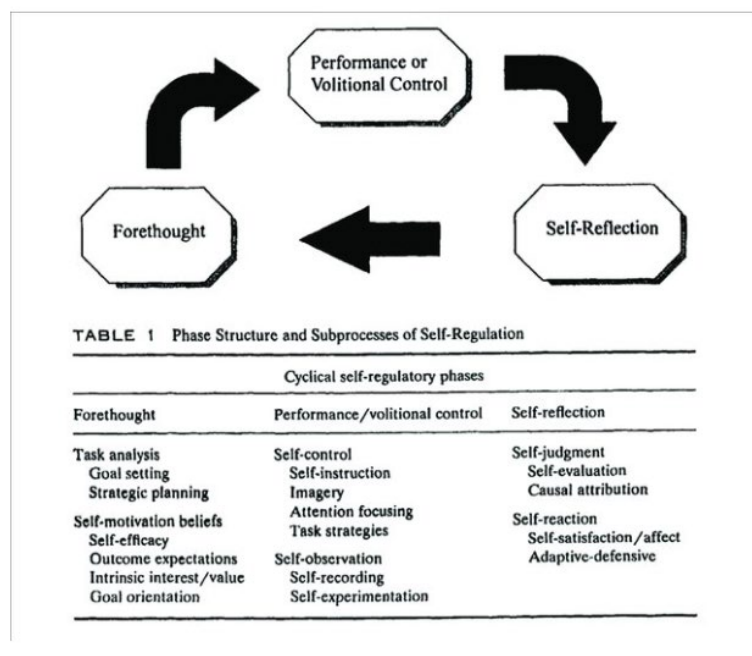 Performance or
Volitional Control
Forethought
Self-Reflection
TABLE 1 Phase Structure and Subprocesses of Self-Regulation
Cyclical self-regulatory phases
Forethought Performance/volitional control Self-reflection
Task analysis Self-control Self-judgment
Goal setting Self-instruction Self-evaluation
Strategic planning Imagery Causal attribution
Attention focusing
Self-motivation beliefs Task strategies Self-reaction
Self-efficacy Self-satisfaction/affect
Outcome expectations Self-observation Adaptive-defensive
Intrinsic interest/value Self-recording
Goal orientation Self-experimentation